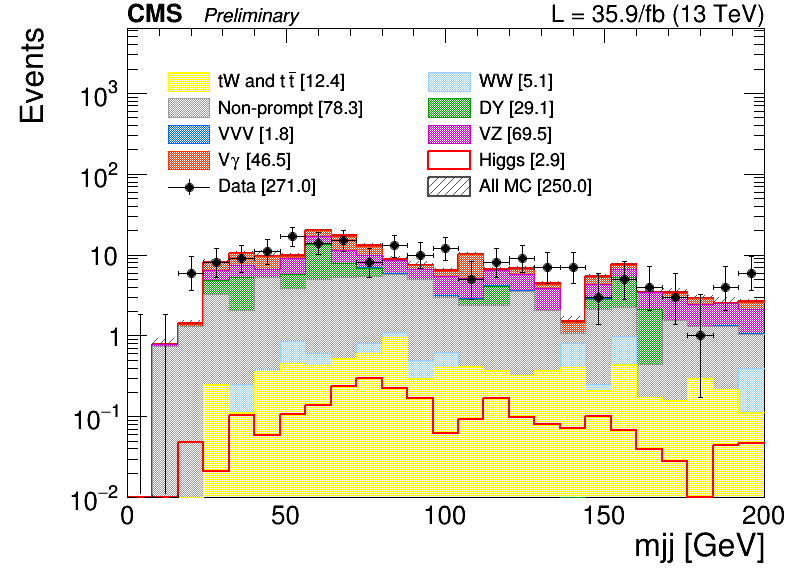 CMS Preliminary L = 35.9/fb (13 TeV)
Events
tW and t t̅ [12.4] WW [5.1]
Non-prompt [78.3] DY [29.1]
VVV [1.8] VZ [69.5]
Vγ [46.5] Higgs [2.9]
Data [271.0] All MC [250.0]
10³
10²
10
1
10⁻¹
10⁻²
0 50 100 150 200
mjj [GeV]